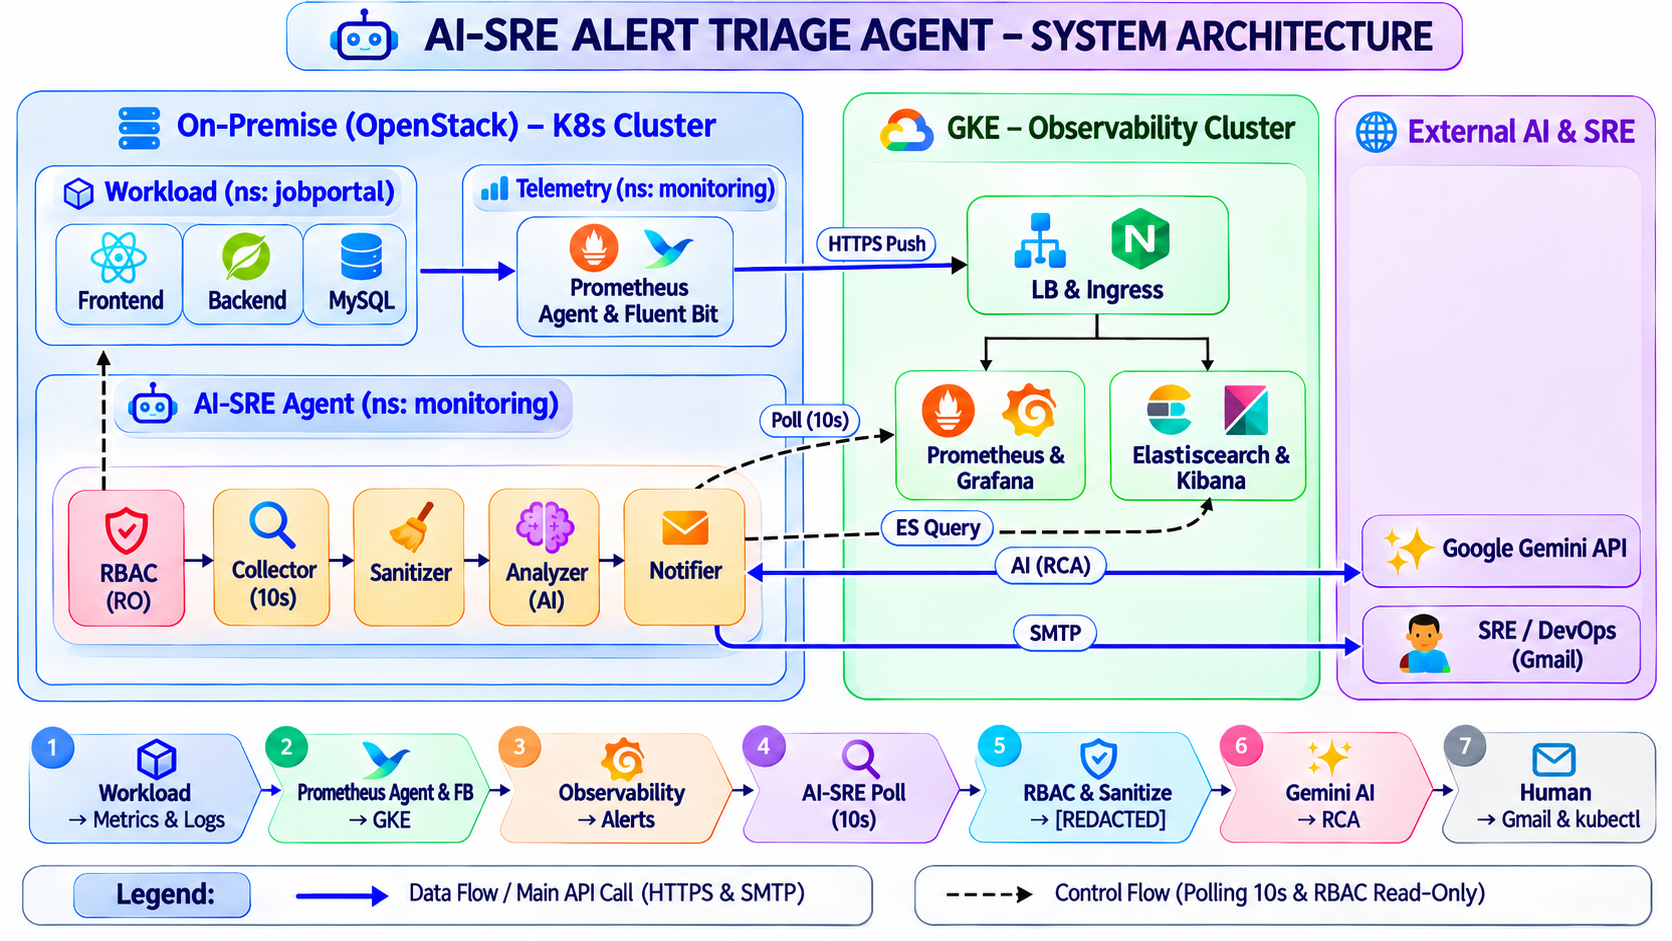 AI-SRE ALERT TRIAGE AGENT – SYSTEM ARCHITECTURE
On-Premise (OpenStack) – K8s Cluster
Workload (ns: jobportal)
Frontend
Backend
MySQL
Telemetry (ns: monitoring)
Prometheus
Agent & Fluent Bit
HTTPS Push
GKE – Observability Cluster
N
LB & Ingress
Prometheus &
Grafana
Elastiscearch &
Kibana
External AI & SRE
Google Gemini API
SRE / DevOps
(Gmail)
AI-SRE Agent (ns: monitoring)
RBAC
(RO)
Collector
(10s)
Sanitizer
Analyzer
(AI)
Notifier
Poll (10s)
ES Query
AI (RCA)
SMTP
1
Workload
→ Metrics & Logs
2
Prometheus Agent & FB
→ GKE
3
Observability
→ Alerts
4
AI-SRE Poll
(10s)
5
RBAC & Sanitize
→ [REDACTED]
6
Gemini AI
→ RCA
7
Human
→ Gmail & kubectl
Legend:
Data Flow / Main API Call (HTTPS & SMTP)
Control Flow (Polling 10s & RBAC Read-Only)